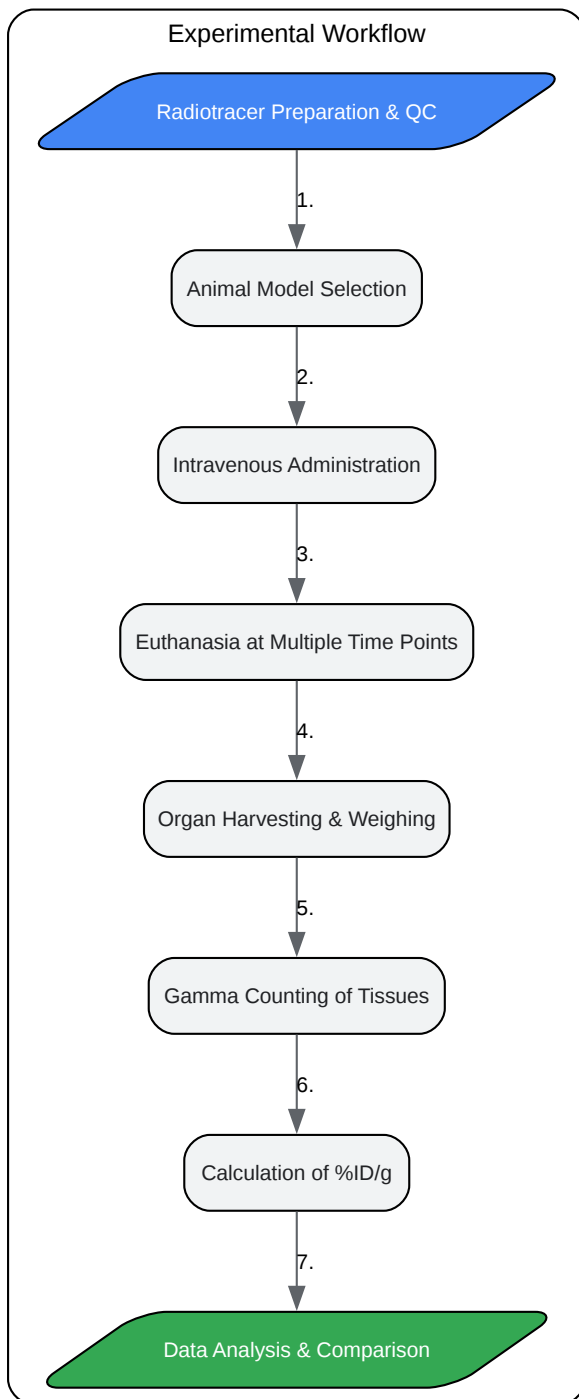 Experimental Workflow
Radiotracer Preparation & QC
1.
Animal Model Selection
2.
Intravenous Administration
3.
Euthanasia at Multiple Time Points
4.
Organ Harvesting & Weighing
5.
Gamma Counting of Tissues
6.
Calculation of %ID/g
7.
Data Analysis & Comparison